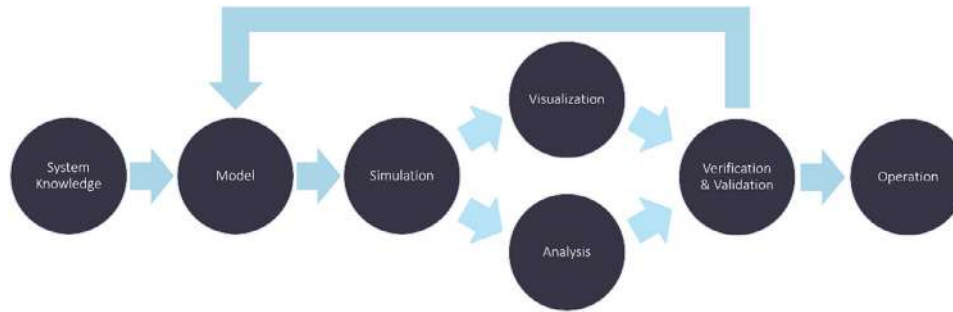 System
Knowledge
Model
Simulation
Visualization
Analysis
Verification
& Validation
Operation